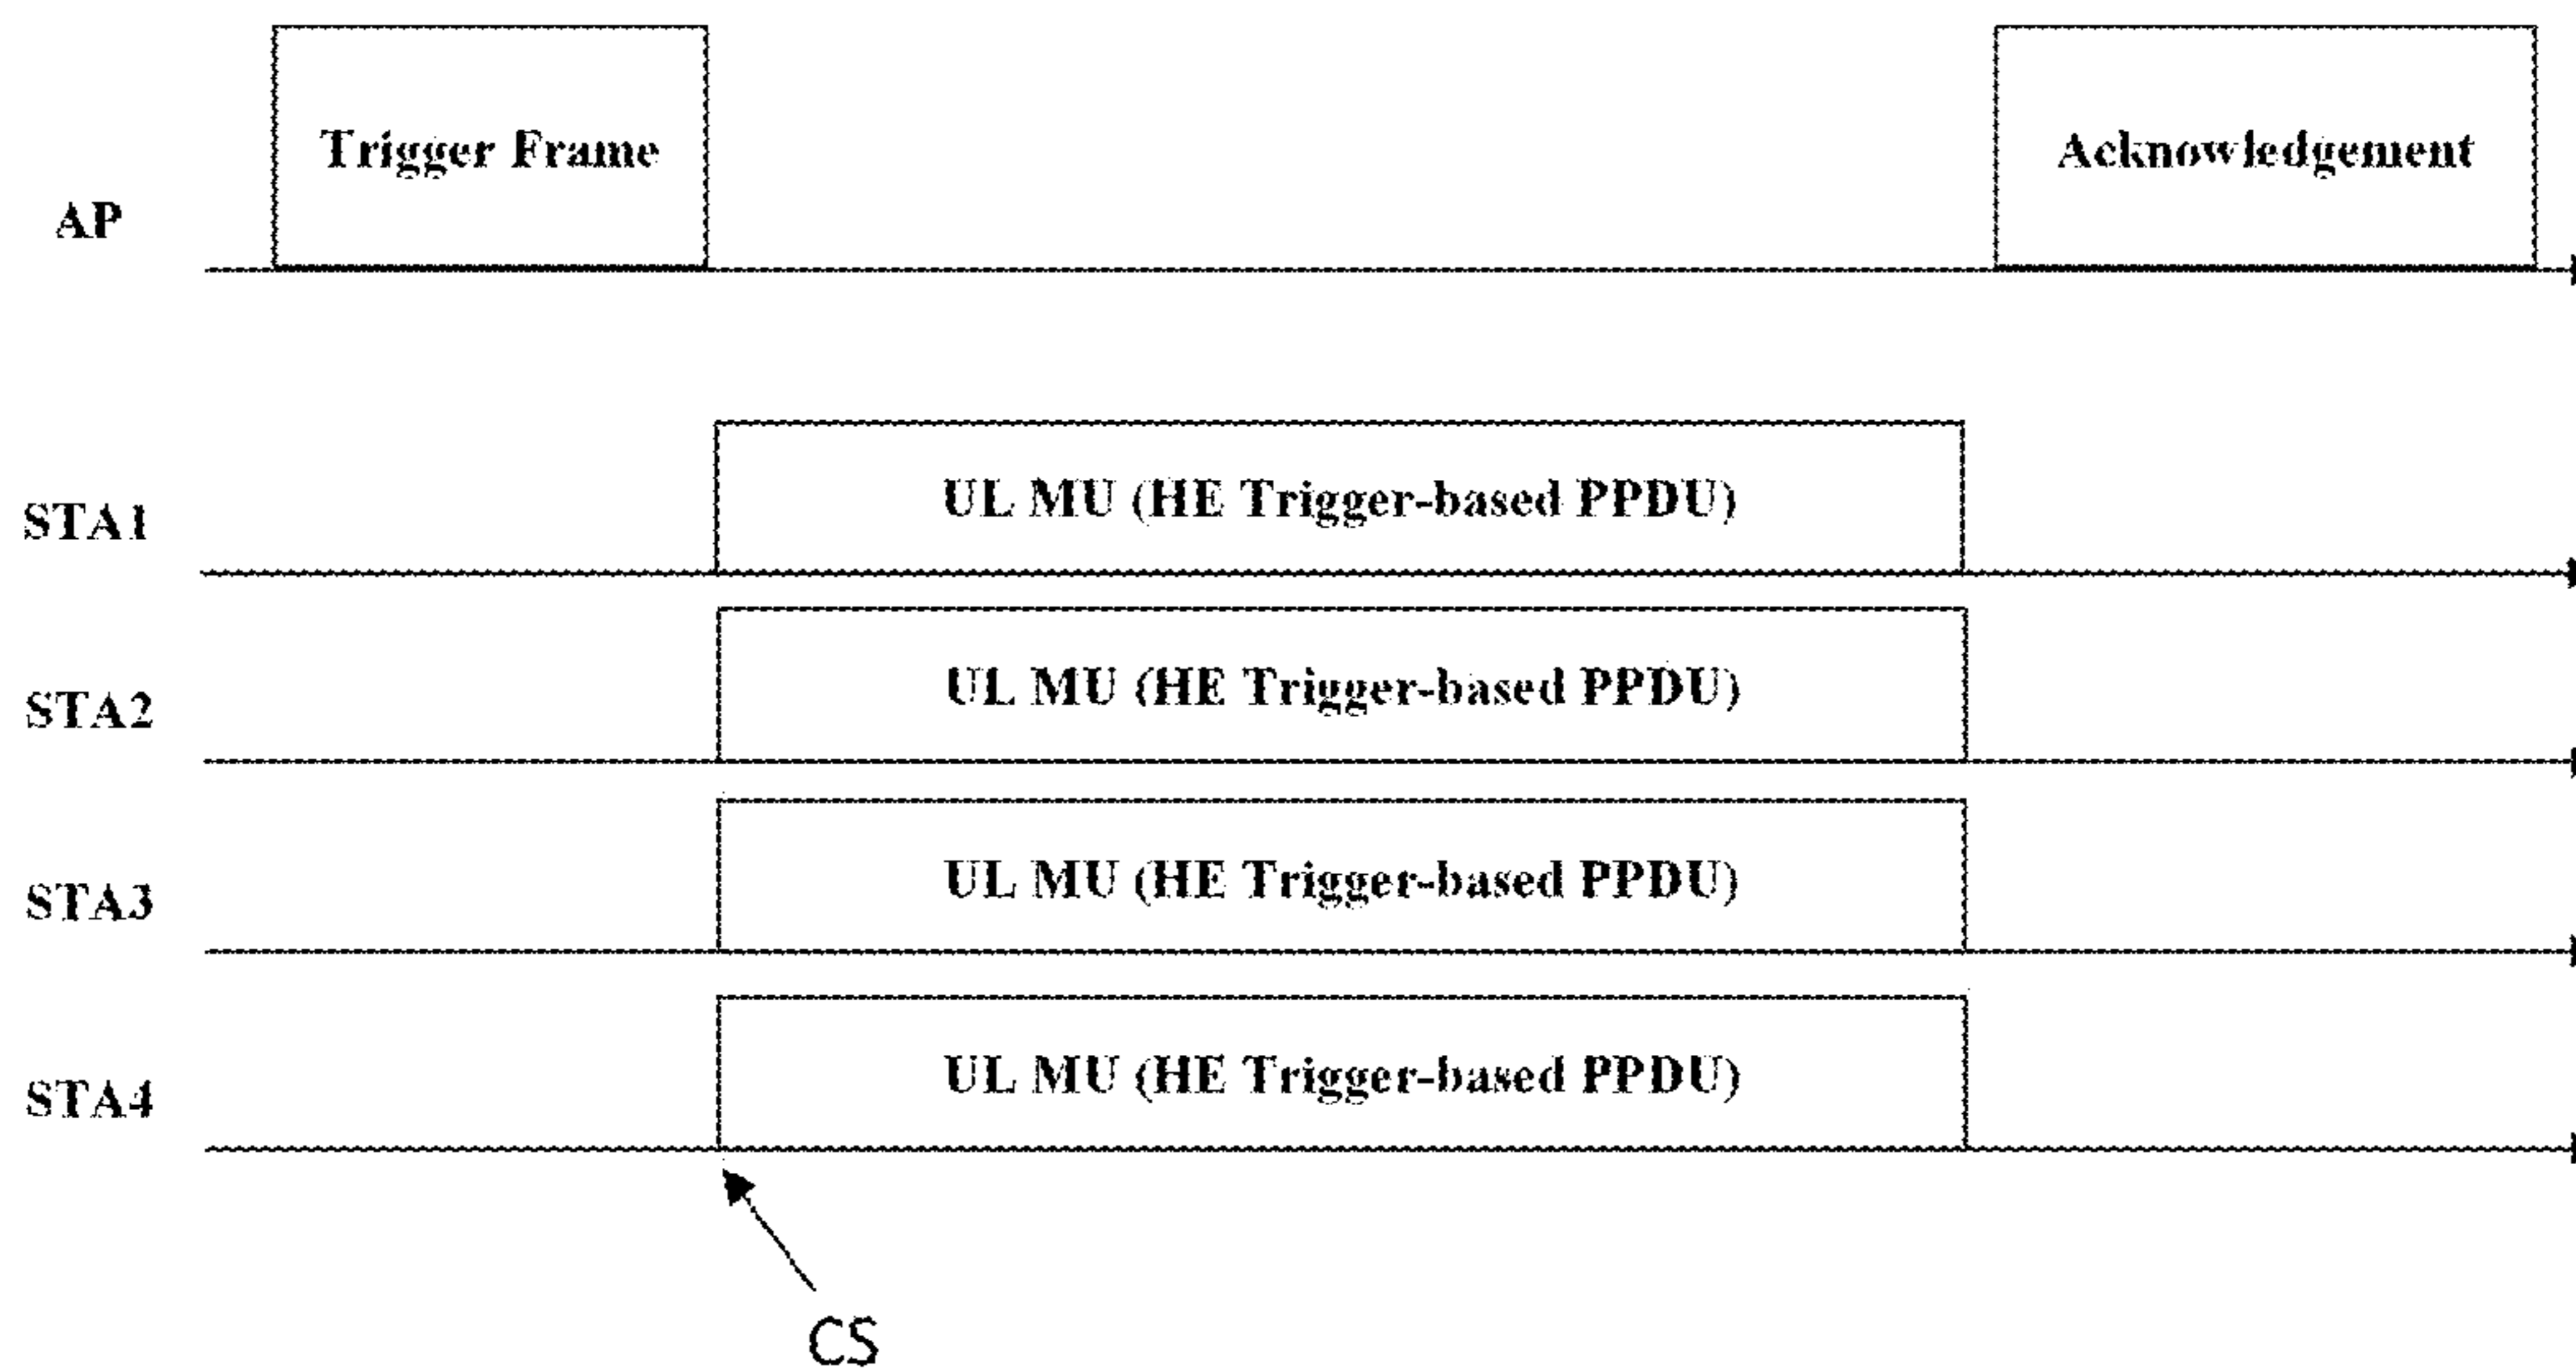 Trigger Frame
Acknowledgement
AP
UL MU (HE Trigger-based PPDU)
STA1
UL MU (HE Trigger-based PPDU)
STA2
UL MU (HE Trigger-based PPDU)
STA3
UL MU (HE Trigger-based PPDU)
STA4
CS